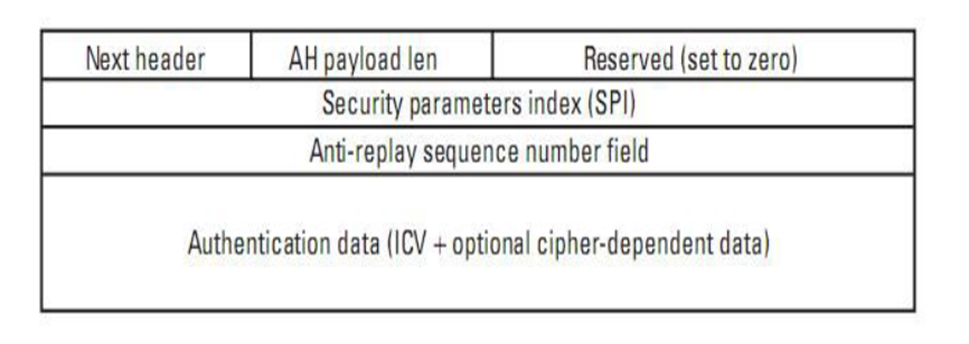 Next header AH payload len Reserved (set to zero)
Security parameters index (SPI)
Anti-replay sequence number field
Authentication data (ICV + optional cipher-dependent data)